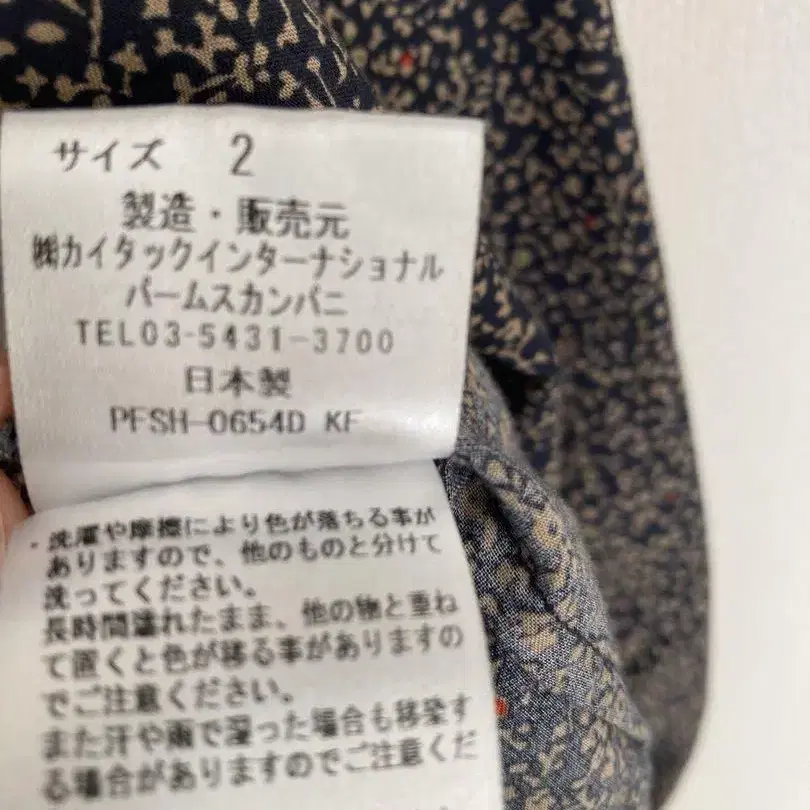 サイズ 2
製造・販売元
㈱カイタックインターナショナル
パームスカンパニ
TEL03-5431-3700
日本製
PFSH-0654D KF
・洗濯や摩擦により色が落ちる事が
ありますので、他のものと分けて
洗ってください。
長時間濡れたまま、他の物と重ね
て置くと色が移る事がありますの
でご注意ください。
また汗や雨で湿った場合も移染す
る場合がありますのでご注意くだ